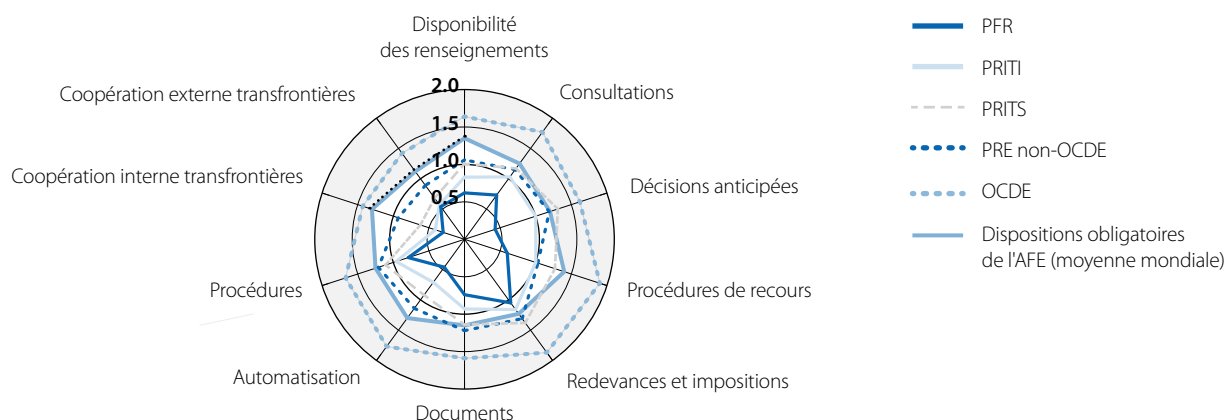 Disponibilité
des renseignements
Consultations
Décisions anticipées
Procédures de recours
Redevances et impositions
Documents
Automatisation
Procédures
Coopération interne transfrontières
Coopération externe transfrontières
2.0
1.5
1.0
0.5
PFR
PRITI
PRITS
PRE non-OCDE
OCDE
Dispositions obligatoires
de l'AFE (moyenne mondiale)